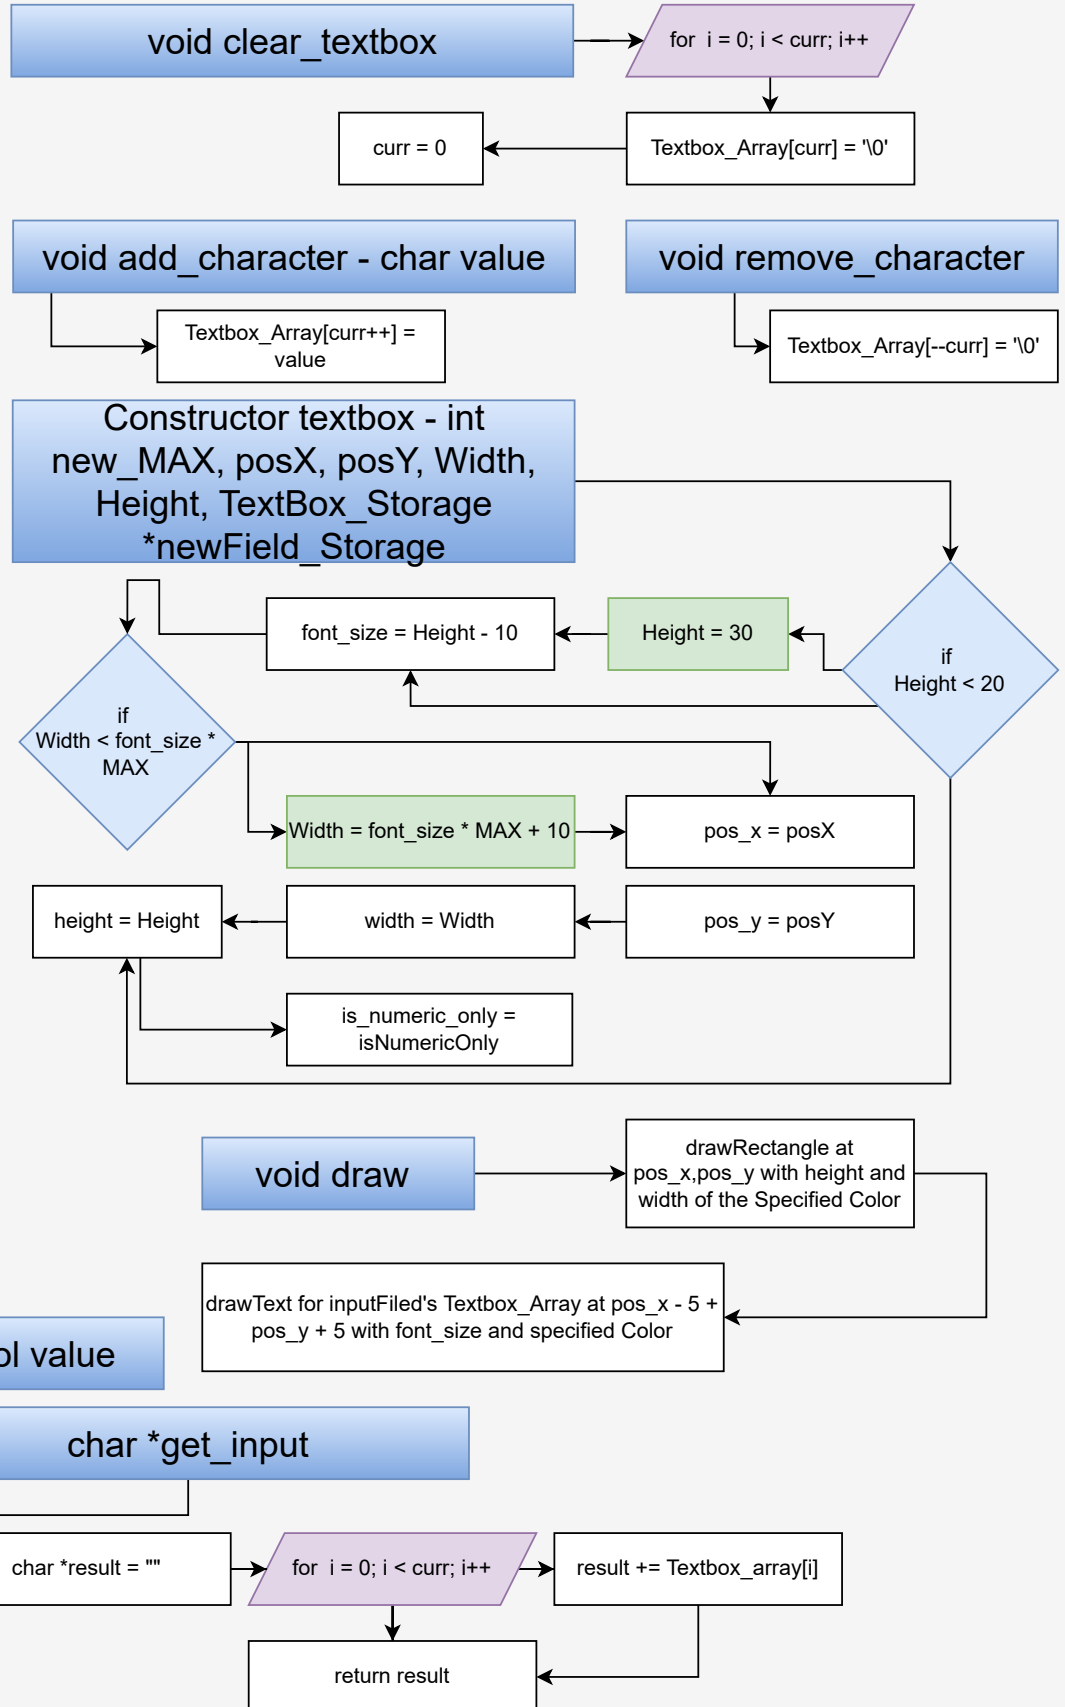 void clear_textbox
for  i = 0; i < curr; i++
curr = 0
Textbox_Array[curr] = '\0'
void add_character - char value
void remove_character
Textbox_Array[curr++] =
value
Textbox_Array[--curr] = '\0'
Constructor textbox - int
new_MAX, posX, posY, Width,
Height, TextBox_Storage
*newField_Storage
font_size = Height - 10
Height = 30
if
Height < 20
if
Width < font_size *
MAX
Width = font_size * MAX + 10
pos_x = posX
height = Height
width = Width
pos_y = posY
is_numeric_only =
isNumericOnly
void draw
drawRectangle at
pos_x,pos_y with height and
width of the Specified Color
drawText for inputFiled's Textbox_Array at pos_x - 5 +
pos_y + 5 with font_size and specified Color
ol value
char *get_input
char *result = ""
for  i = 0; i < curr; i++
result += Textbox_array[i]
return result